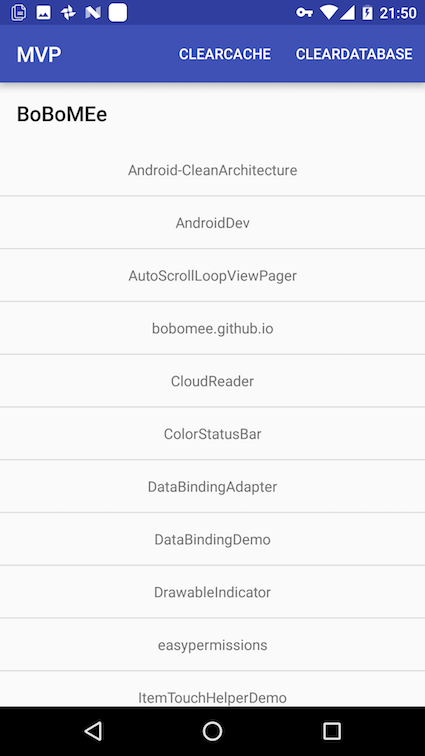 21:50
MVP CLEARCACHE CLEARDATABASE
BoBoMEe
Android-CleanArchitecture
AndroidDev
AutoScrollLoopViewPager
bobomee.github.io
CloudReader
ColorStatusBar
DataBindingAdapter
DataBindingDemo
DrawableIndicator
easypermissions
ItemTouchHelperDemo